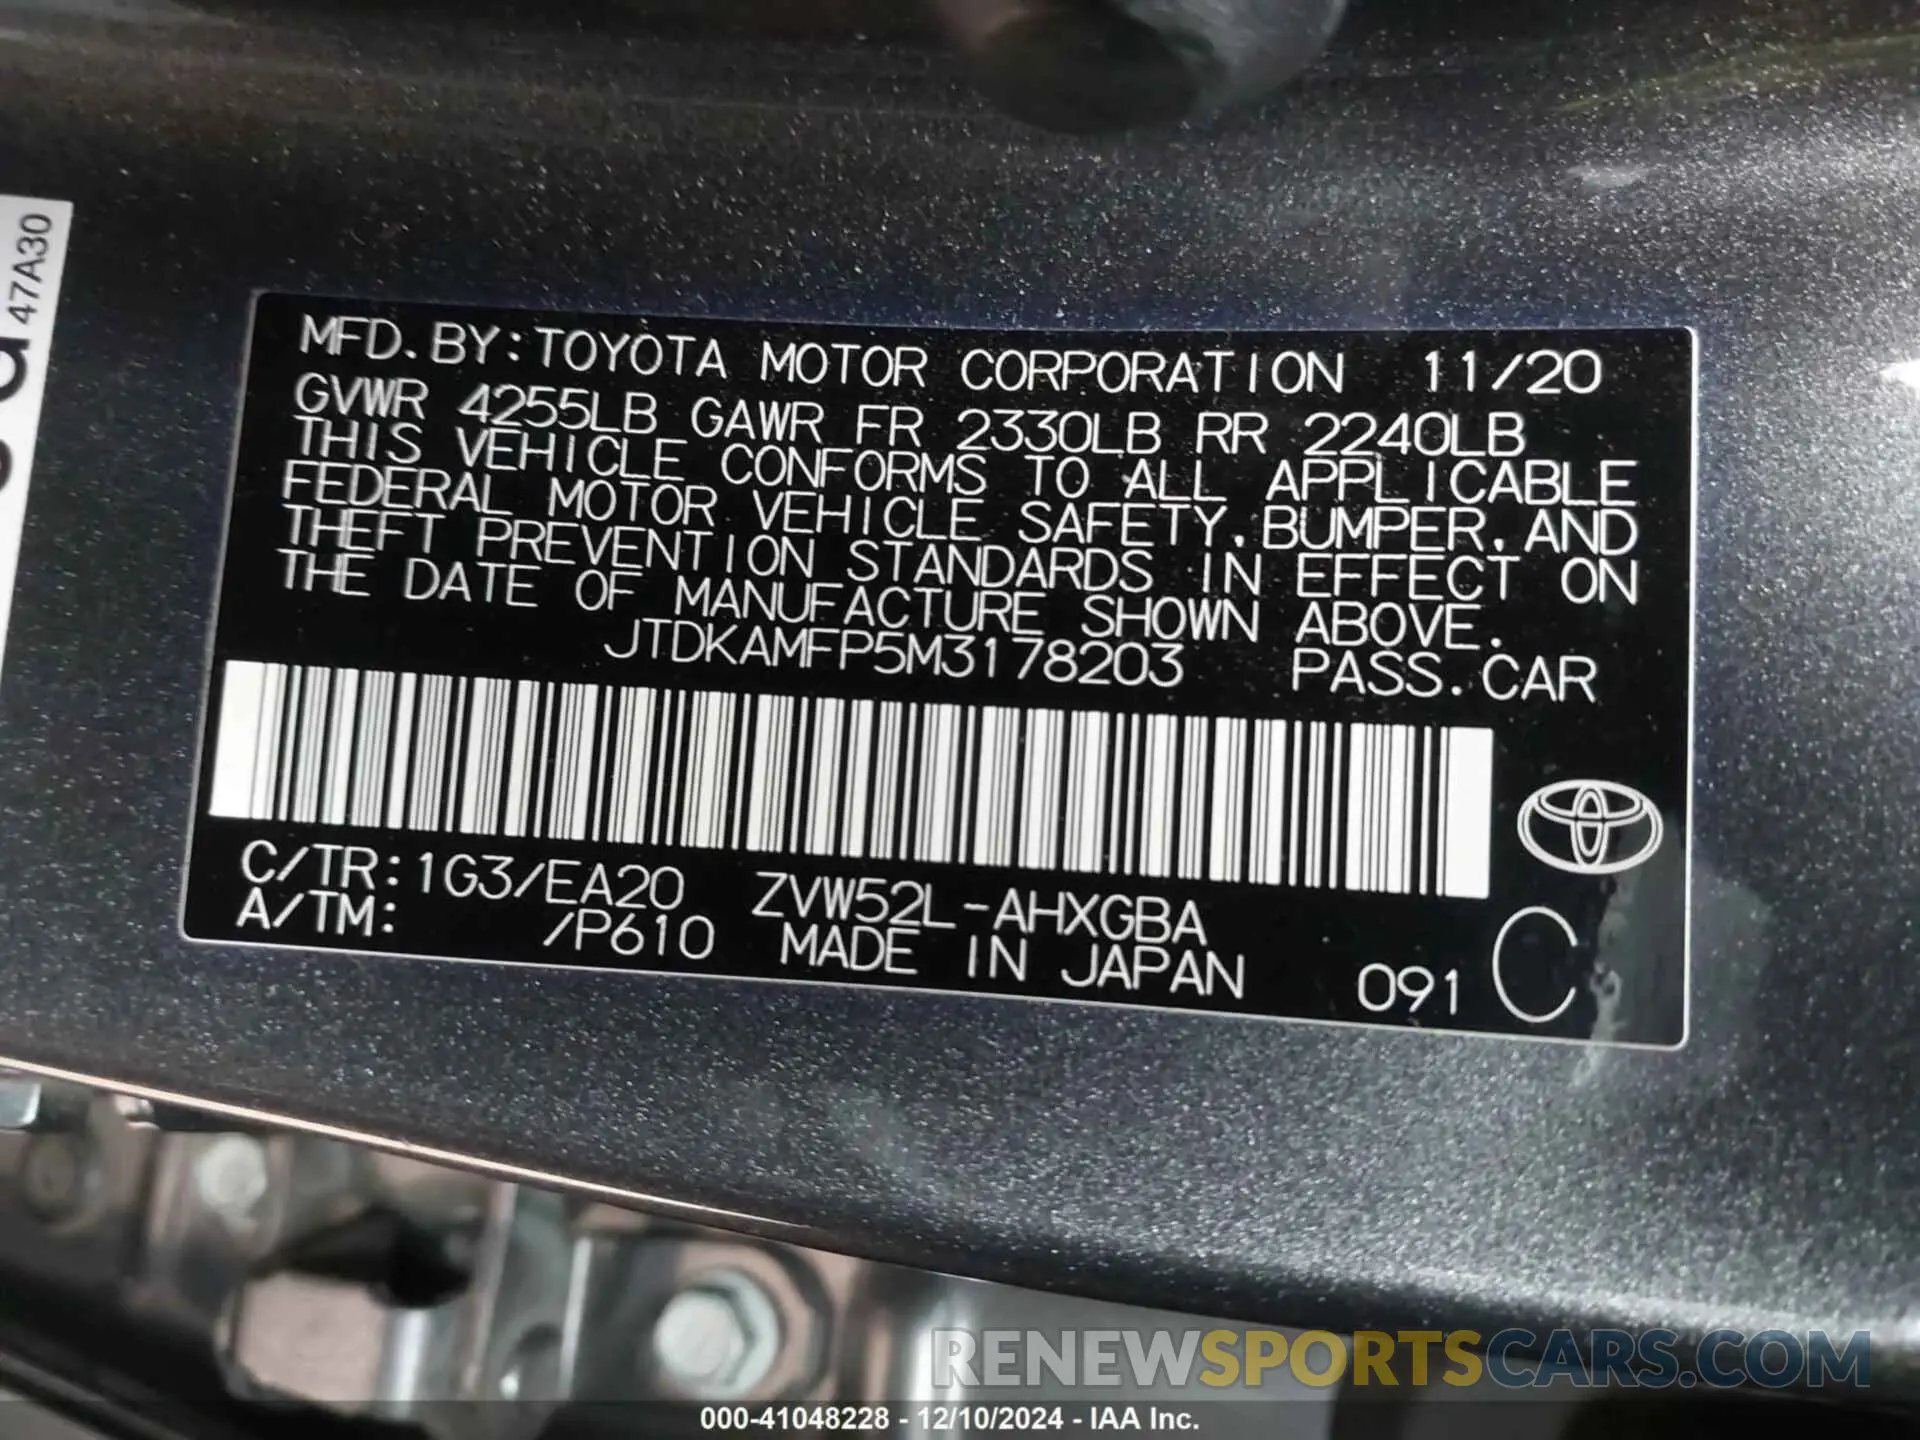 47A30
MFD. BY: TOYOTA MOTOR CORPORATION 11/20
GVWR 4255LB GAWR FR 2330LB RR 2240LB
THIS VEHICLE CONFORMS TO ALL APPLICABLE
FEDERAL MOTOR VEHICLE SAFETY, BUMPER, AND
THEFT PREVENTION STANDARDS IN EFFECT ON
THE DATE OF MANUFACTURE SHOWN ABOVE.
JTDKAMFP5M3178203 PASS. CAR
C/TR: 1G3/EA20 ZVW52L-AHXGBA
A/TM: /P610 MADE IN JAPAN 091 C
RENEWSPORTSCARS.COM
000-41048228 - 12/10/2024 - IAA Inc.